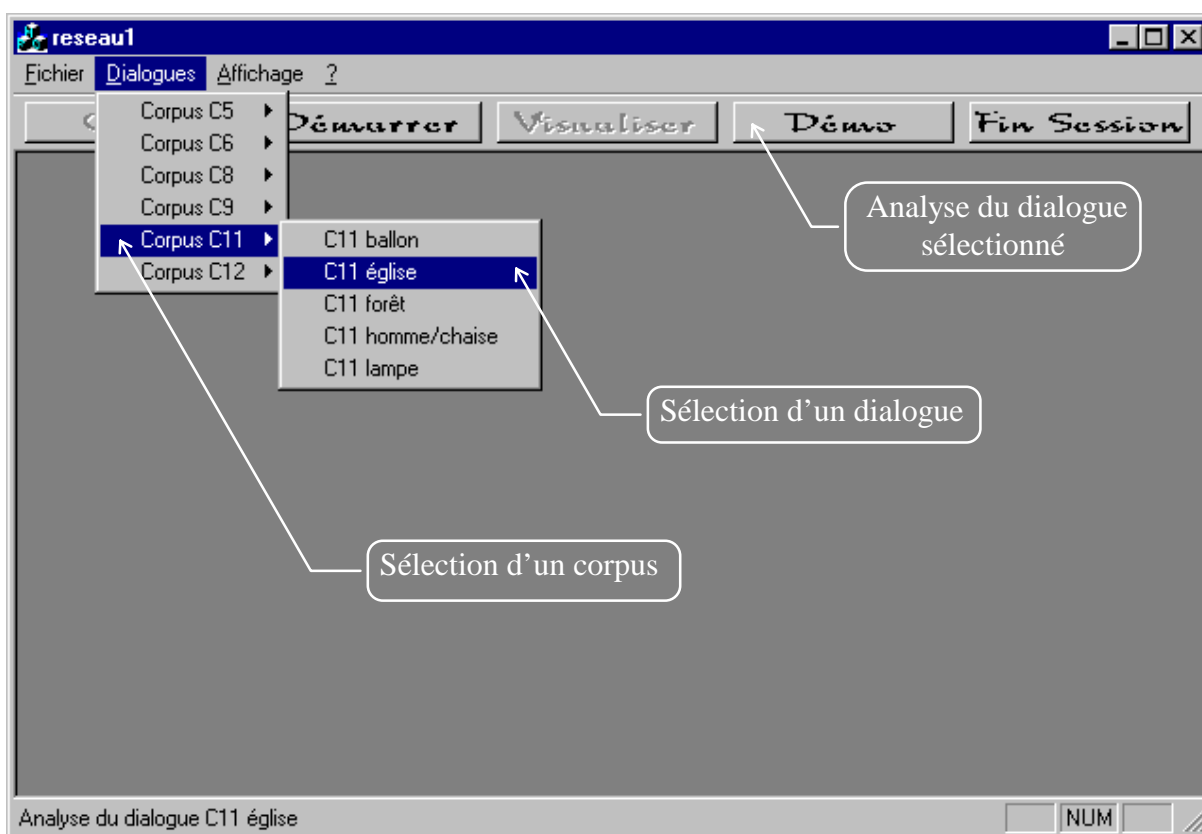 reseau1
Fichier Dialogues Affichage ?
Démarrer Visualiser Démo Fin Session
Corpus C5
Corpus C6
Corpus C8
Corpus C9
Corpus C11
Corpus C12
C11 ballon
C11 église
C11 forêt
C11 homme/chaise
C11 lampe
Analyse du dialogue
sélectionné
Sélection d’un dialogue
Sélection d’un corpus
Analyse du dialogue C11 église NUM